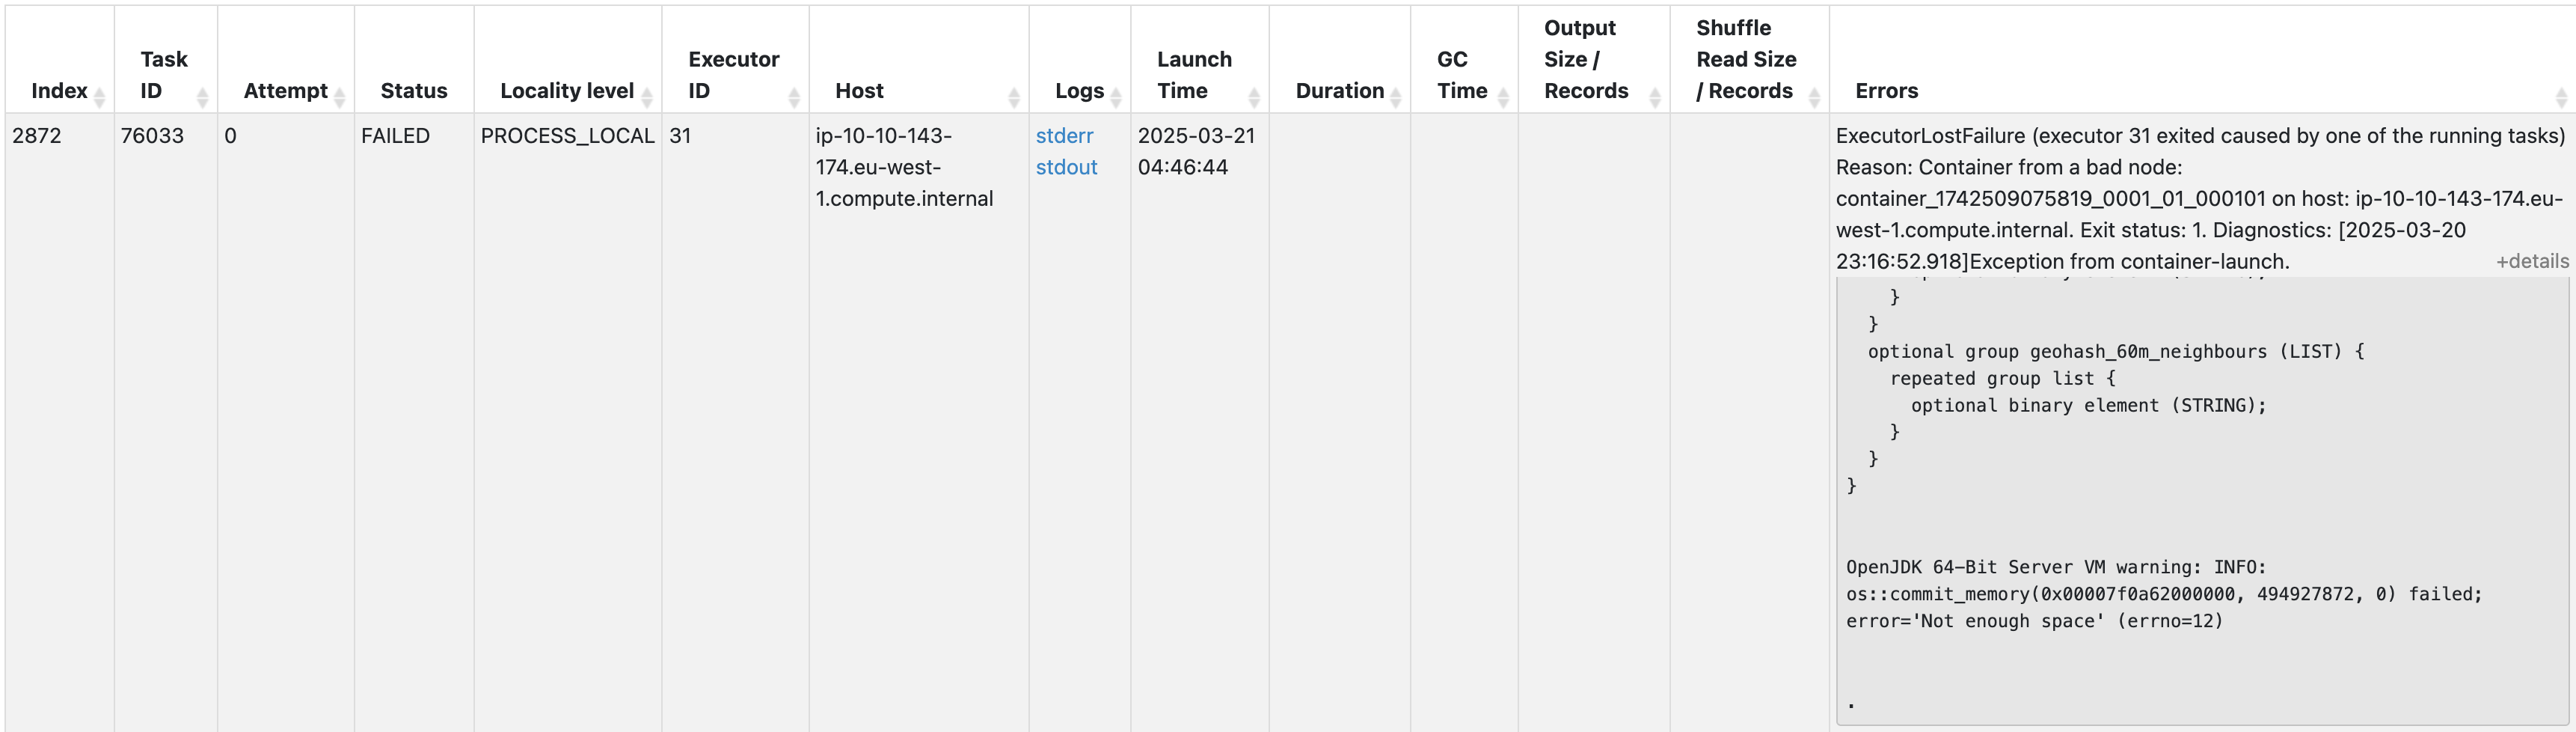 Index
Task
ID
Attempt
Status
Locality level
Executor
ID
Host
Logs
Launch
Time
Duration
GC
Time
Output
Size /
Records
Shuffle
Read Size
/ Records
Errors
2872
76033
0
FAILED
PROCESS_LOCAL
31
ip-10-10-143-
174.eu-west-
1.compute.internal
stderr
stdout
2025-03-21
04:46:44
ExecutorLostFailure (executor 31 exited caused by one of the running tasks)
Reason: Container from a bad node:
container_1742509075819_0001_01_000101 on host: ip-10-10-143-174.eu-
west-1.compute.internal. Exit status: 1. Diagnostics: [2025-03-20
23:16:52.918]Exception from container-launch.
+details
}
}
optional group geohash_60m_neighbours (LIST) {
repeated group list {
optional binary element (STRING);
}
}
}
OpenJDK 64-Bit Server VM warning: INFO:
os::commit_memory(0x00007f0a62000000, 494927872, 0) failed;
error='Not enough space' (errno=12)
.